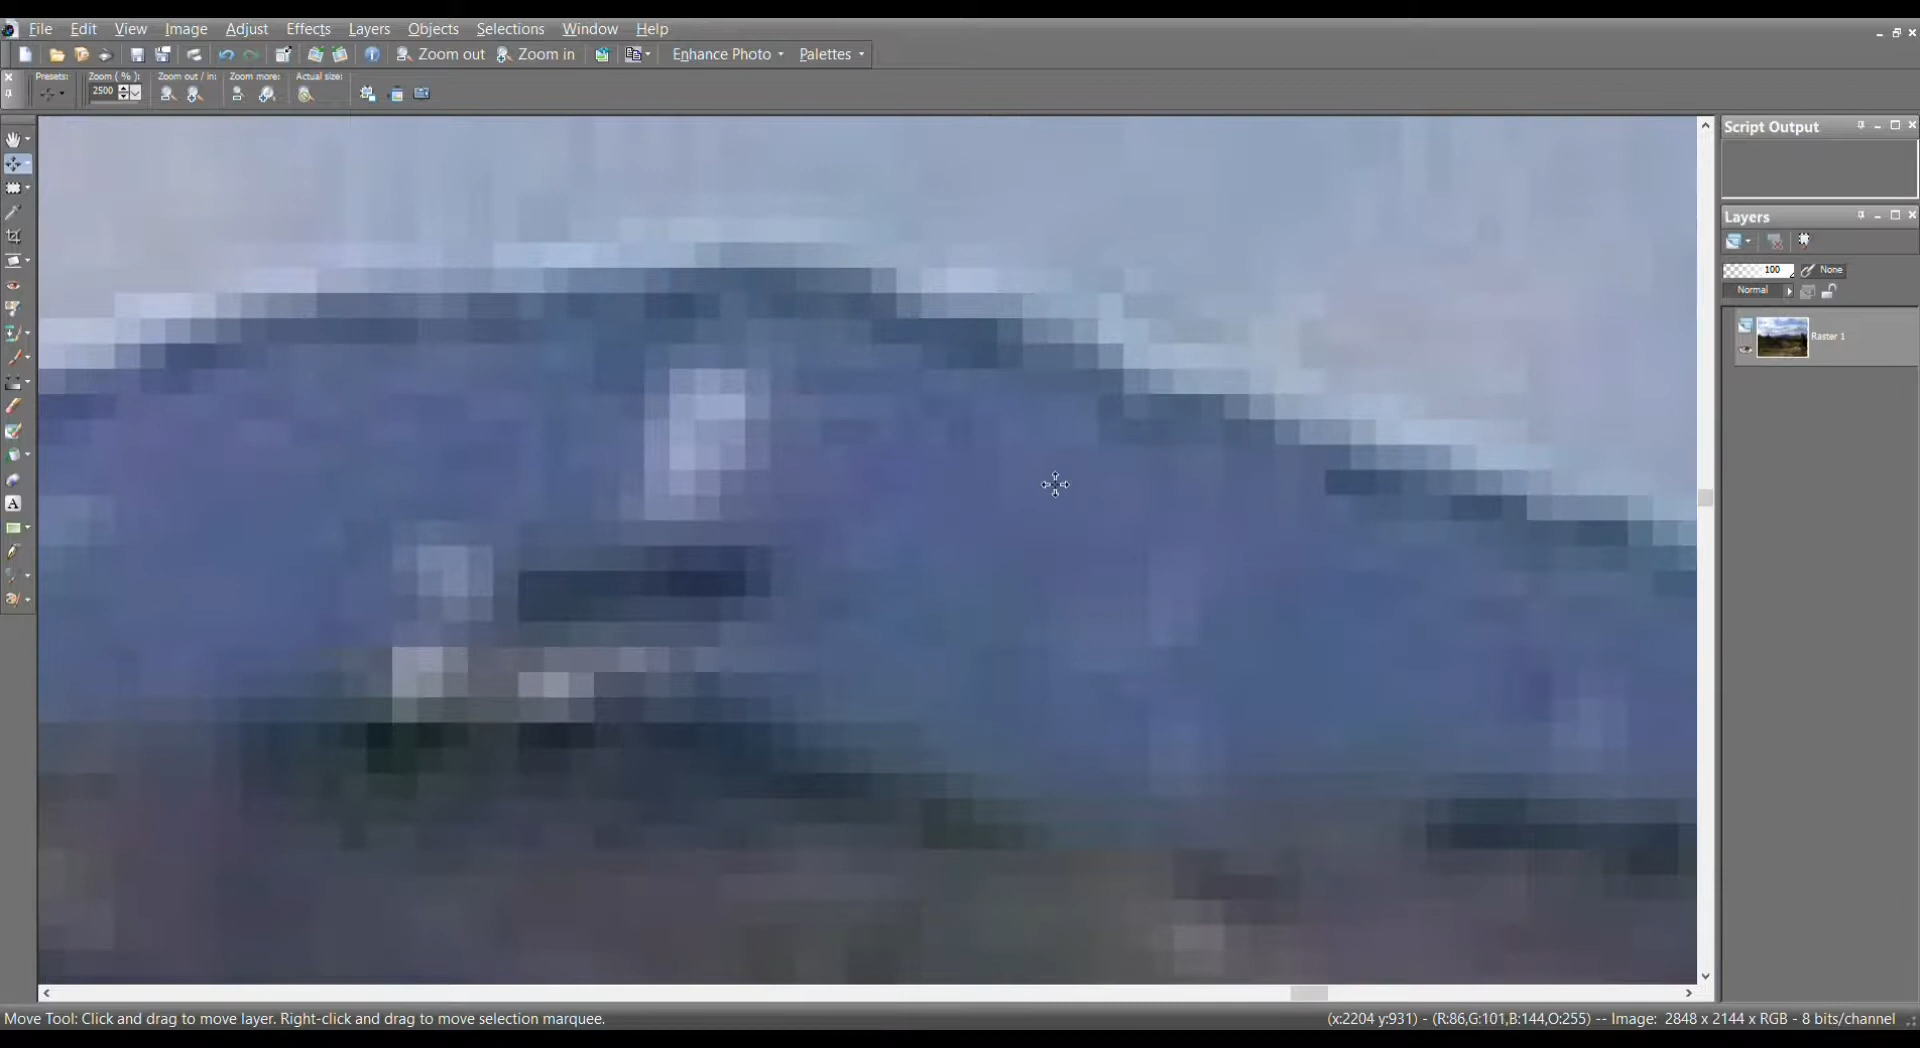 File Edit View Image Adjust Effects Layers Objects Selections Window Help
Zoom out Zoom in Enhance Photo Palettes
Presets: Zoom ( % ): Zoom out / in: Zoom more: Actual size:
2500
Script Output
Layers
100 None
Normal
Raster 1
A
Move Tool: Click and drag to move layer. Right-click and drag to move selection marquee.
(x:2204 y:931) - (R:86,G:101,B:144,O:255) -- Image: 2848 x 2144 x RGB - 8 bits/channel